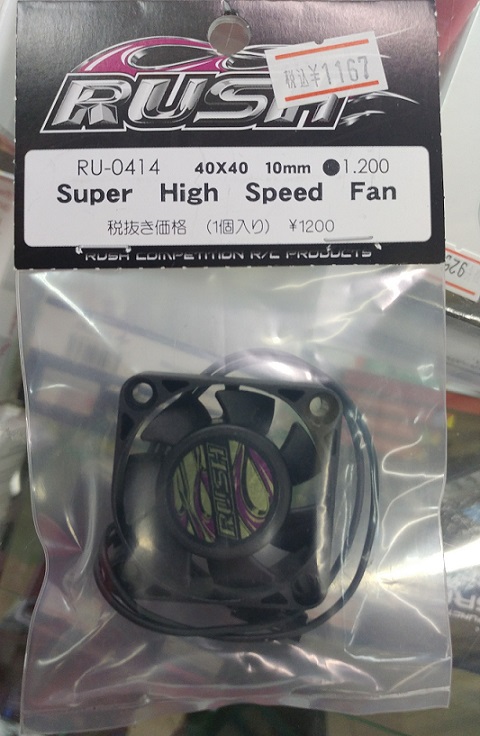 RUSH
税込¥1167
RU-0414 40X40 10mm ●1.200
Super High Speed Fan
税抜き価格 (1個入り) ¥1200
RUSH COMPETITION R/C PRODUCTS
RUSH